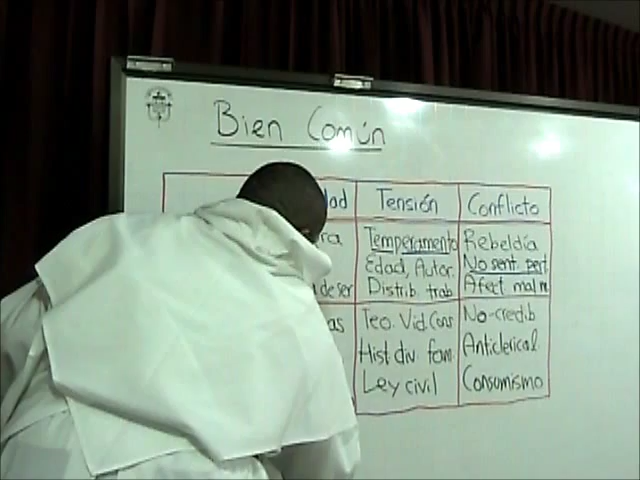 Bien Común
dad Tensión Conflicto
ra Temperamento Rebeldía
Edad, Autor. No sent. pert
de ser Distrib trab Afect. mal m
as Teo. Vid. Cons No-credib
Hist div. fam. Anticlerical
Ley civil Consumismo